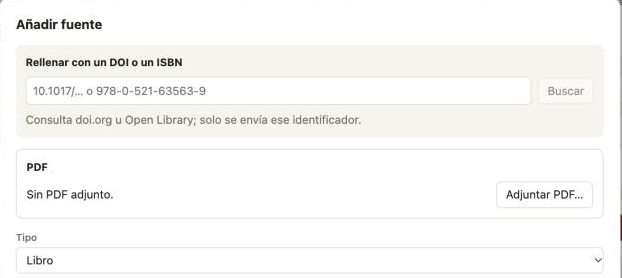 Añadir fuente
Rellenar con un DOI o un ISBN
10.1017/... o 978-0-521-63563-9
Buscar
Consulta doi.org u Open Library; solo se envía ese identificador.
PDF
Sin PDF adjunto.
Adjuntar PDF...
Tipo
Libro